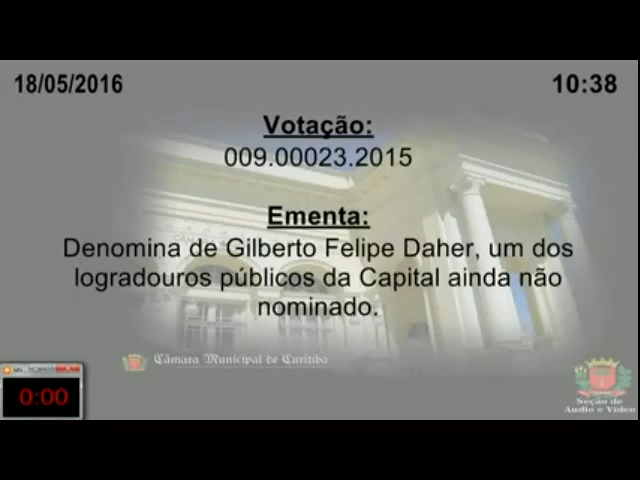 18/05/2016
10:38
Votação:
009.00023.2015
Ementa:
Denomina de Gilberto Felipe Daher, um dos
logradouros públicos da Capital ainda não
nominado.
Câmara Municipal de Curitiba
0:00
Seção de
Áudio e Vídeo